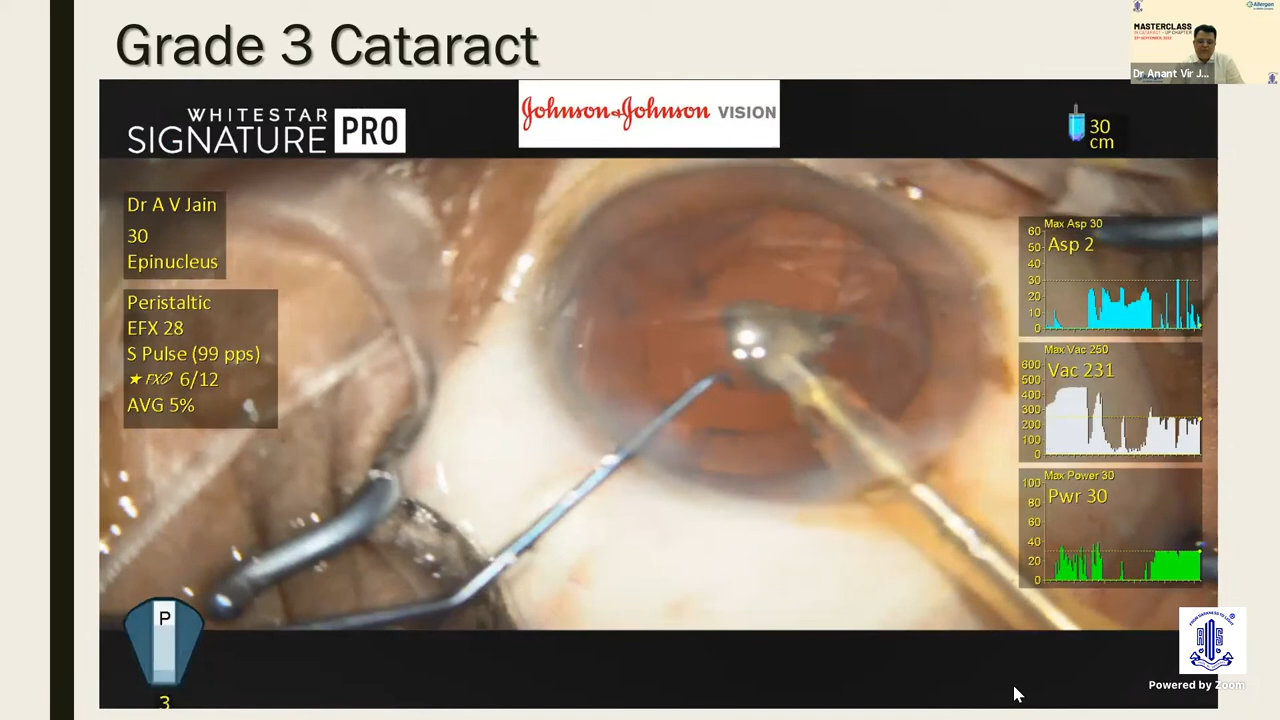 Grade 3 Cataract
MASTERCLASS
Dr Anant Vir J...
Allergan
WHITESTAR
SIGNATURE PRO
Johnson & Johnson VISION
30
cm
Dr A V Jain
30
Epinucleus
Peristaltic
EFX 28
S Pulse (99 pps)
★ FXO 6/12
AVG 5%
Max Asp 30
Asp 2
60
50
40
30
20
10
0
Max Vac 250
Vac 231
600
500
400
300
200
100
0
Max Power 30
Pwr 30
100
80
60
40
20
0
P
3
Powered by Zoom